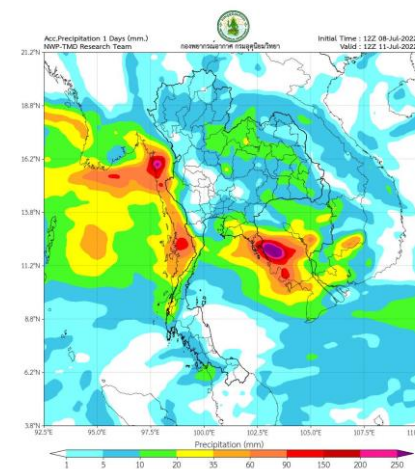 Acc.Precipitation 1 Days (mm.)
NWP-TMD Research Team
กองพยากรณ์อากาศ กรมอุตุนิยมวิทยา
Initial Time : 12Z 08-Jul-2022
Valid : 12Z 11-Jul-2022
21.2°N
18.8°N
16.2°N
13.8°N
11.2°N
8.8°N
6.2°N
3.8°N
92.5°E 95.0°E 97.5°E 100.0°E 102.5°E 105.0°E 107.5°E
Precipitation (mm)
1 5 10 20 35 60 90 150 200 250